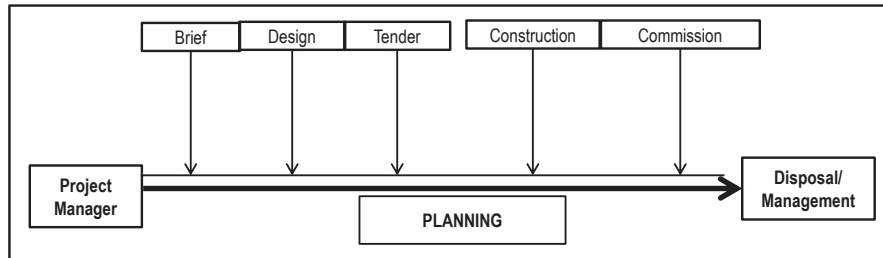 Brief
Design
Tender
Construction
Commission
Project
Manager
Disposal/
Management
PLANNING